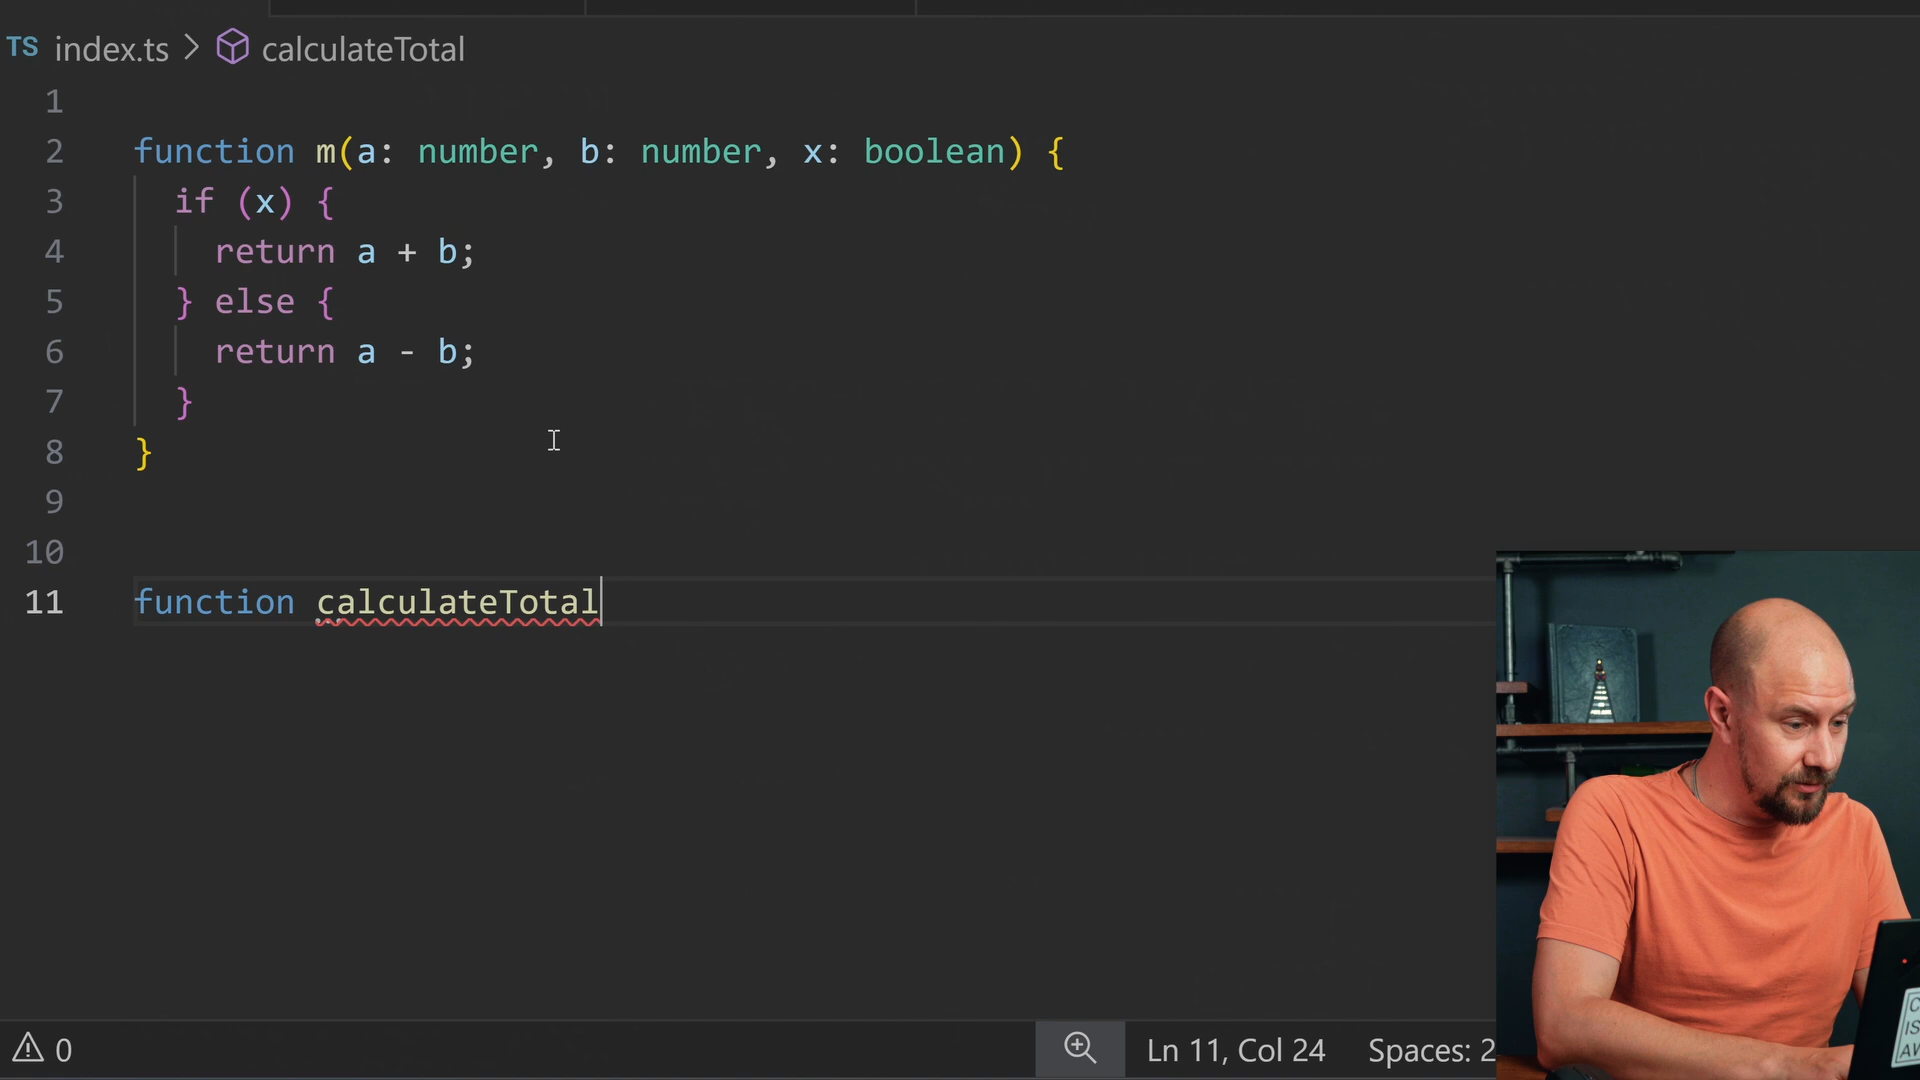 TS index.ts > calculateTotal
1
2 function m(a: number, b: number, x: boolean) {
3 if (x) {
4 return a + b;
5 } else {
6 return a - b;
7 }
8 }
9
10
11 function calculateTotal
0 Ln 11, Col 24 Spaces: 2